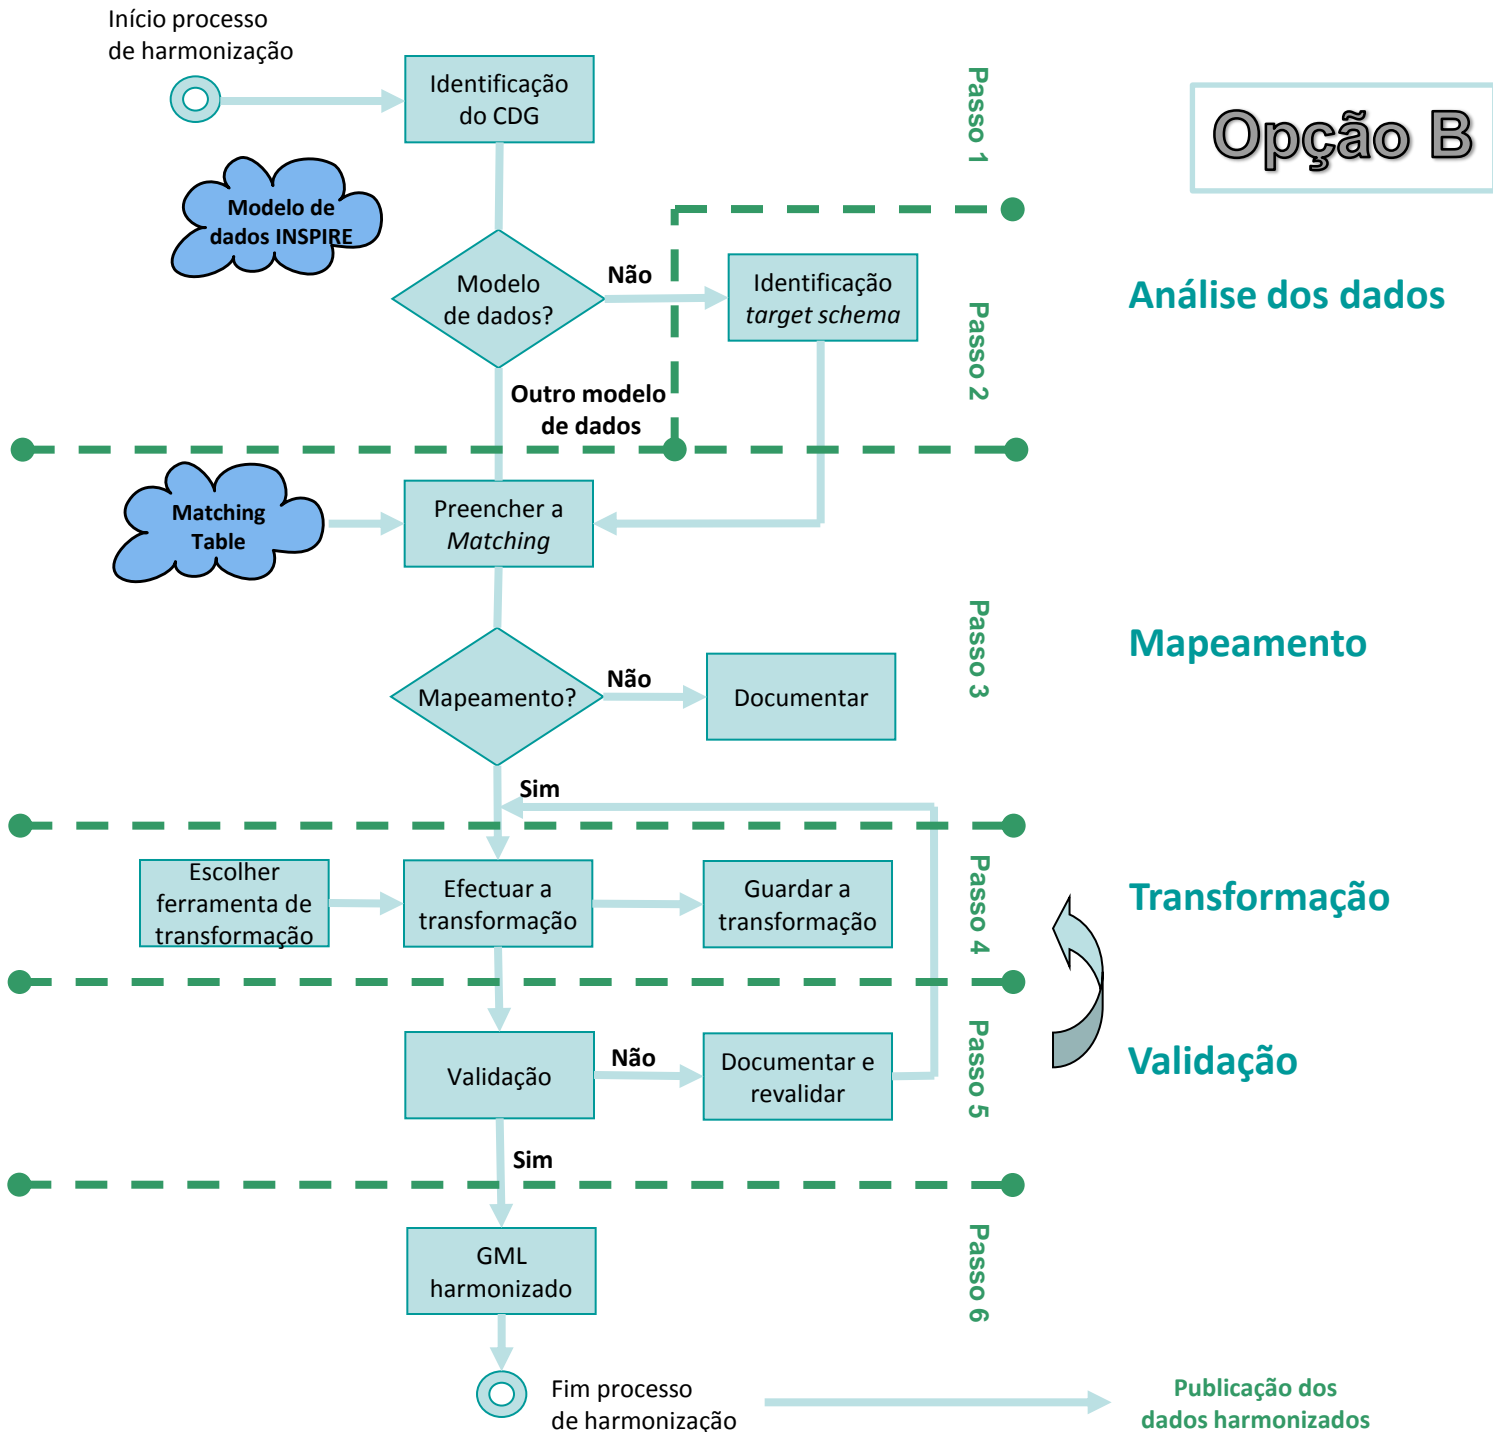 Início processo
de harmonização
Identificação
do CDG
Passo 1
Opção B
Modelo de
dados INSPIRE
Modelo
de dados?
Não
Identificação
target schema
Passo 2
Análise dos dados
Outro modelo
de dados
Matching
Table
Preencher a
Matching
Passo 3
Mapeamento
Mapeamento?
Não
Documentar
Sim
Escolher
ferramenta de
transformação
Efectuar a
transformação
Guardar a
transformação
Passo 4
Transformação
Validação
Não
Documentar e
revalidar
Passo 5
Validação
Sim
GML
harmonizado
Passo 6
Fim processo
de harmonização
Publicação dos
dados harmonizados